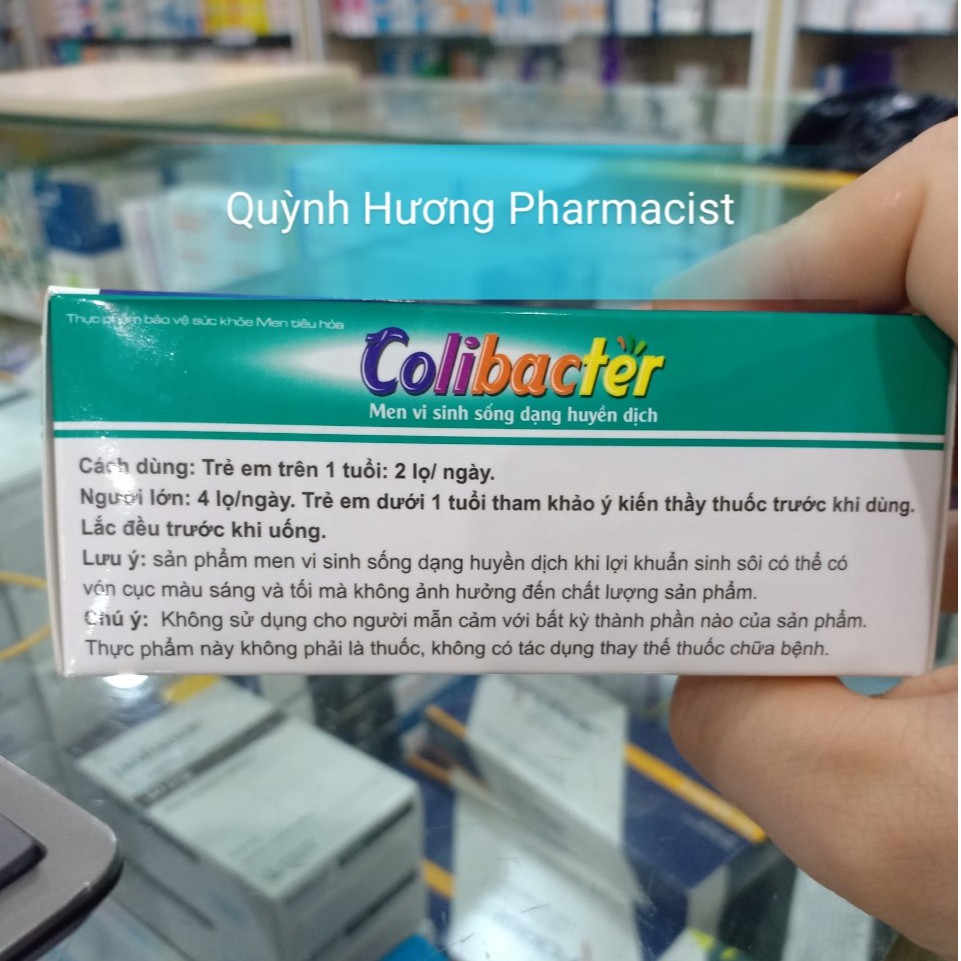 Quỳnh Hương Pharmacist
Thực phẩm bảo vệ sức khỏe Men tiêu hóa
Colibacter
Men vi sinh sống dạng huyền dịch
Cách dùng: Trẻ em trên 1 tuổi: 2 lọ/ ngày.
Người lớn: 4 lọ/ngày. Trẻ em dưới 1 tuổi tham khảo ý kiến thầy thuốc trước khi dùng.
Lắc đều trước khi uống.
Lưu ý: sản phẩm men vi sinh sống dạng huyền dịch khi lợi khuẩn sinh sôi có thể có
vón cục màu sáng và tối mà không ảnh hưởng đến chất lượng sản phẩm.
Chú ý: Không sử dụng cho người mẫn cảm với bất kỳ thành phần nào của sản phẩm.
Thực phẩm này không phải là thuốc, không có tác dụng thay thế thuốc chữa bệnh.